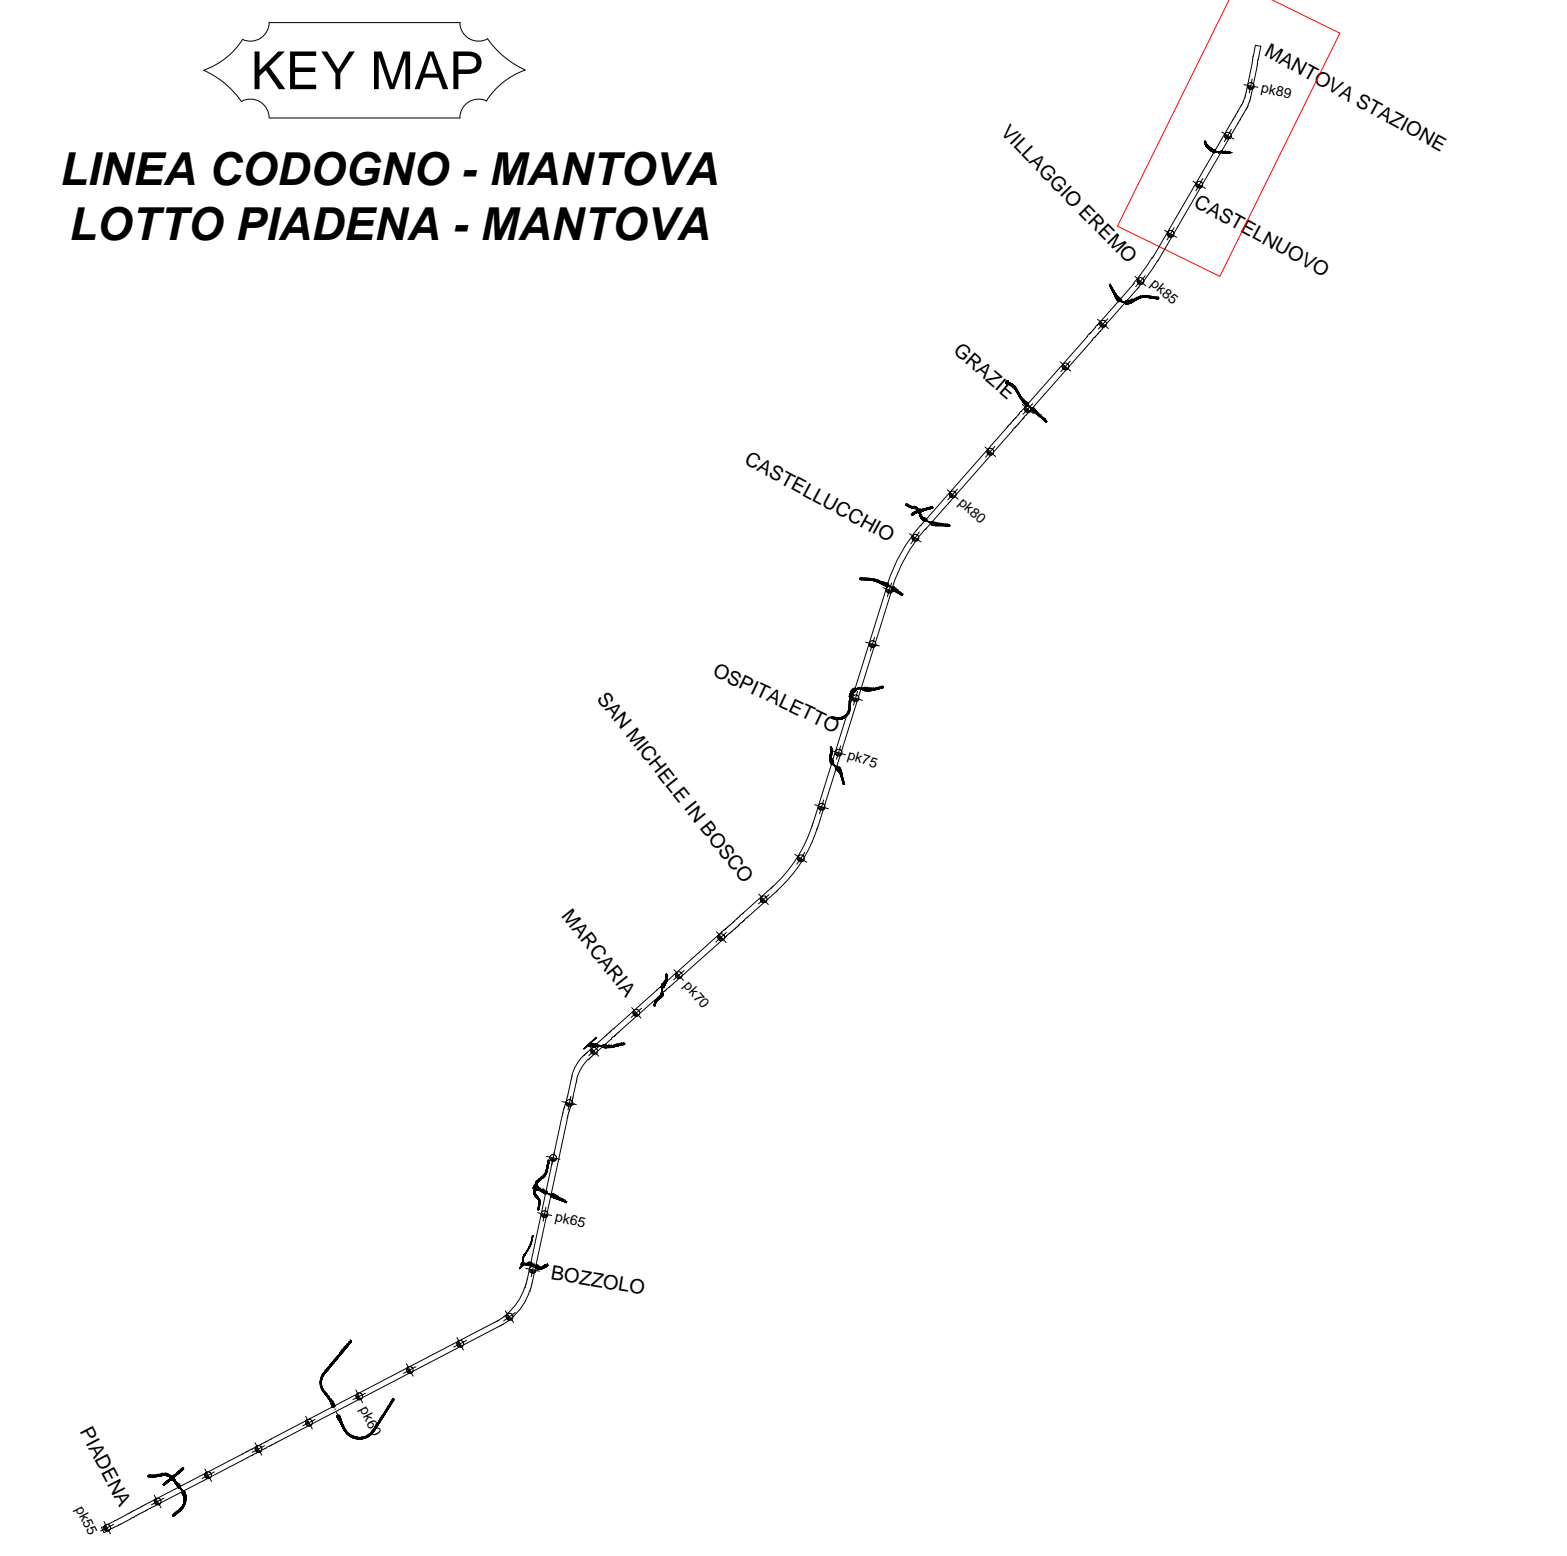 KEY MAP
LINEA CODOGNO - MANTOVA
LOTTO PIADENA - MANTOVA
MANTOVA STAZIONE
pk89
VILLAGGIO EREMO
CASTELNUOVO
pk85
GRAZIE
CASTELLUCCHIO
pk80
OSPITALETTO
SAN MICHELE IN BOSCO
pk75
MARCARIA
pk70
pk65
BOZZOLO
pk60
PIADENA
pk55